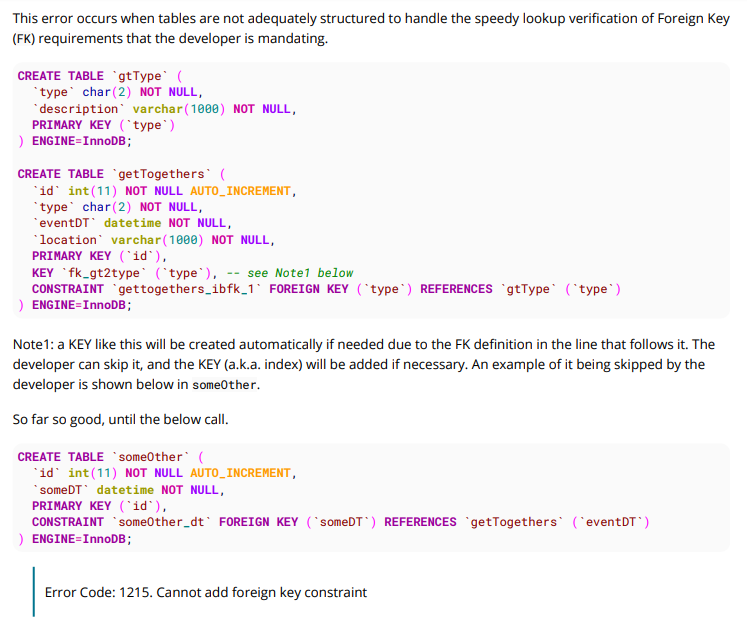 This error occurs when tables are not adequately structured to handle the speedy lookup verification of Foreign Key
(FK) requirements that the developer is mandating.
CREATE TABLE `gtType` (
  `type` char(2) NOT NULL,
  `description` varchar(1000) NOT NULL,
  PRIMARY KEY (`type`)
) ENGINE=InnoDB;
CREATE TABLE `getTogethers` (
  `id` int(11) NOT NULL AUTO_INCREMENT,
  `type` char(2) NOT NULL,
  `eventDT` datetime NOT NULL,
  `location` varchar(1000) NOT NULL,
  PRIMARY KEY (`id`),
  KEY `fk_gt2type` (`type`), -- see Note1 below
  CONSTRAINT `gettogethers_ibfk_1` FOREIGN KEY (`type`) REFERENCES `gtType` (`type`)
) ENGINE=InnoDB;
Note1: a KEY like this will be created automatically if needed due to the FK definition in the line that follows it. The
developer can skip it, and the KEY (a.k.a. index) will be added if necessary. An example of it being skipped by the
developer is shown below in someOther.
So far so good, until the below call.
CREATE TABLE `someOther` (
  `id` int(11) NOT NULL AUTO_INCREMENT,
  `someDT` datetime NOT NULL,
  PRIMARY KEY (`id`),
  CONSTRAINT `someOther_dt` FOREIGN KEY (`someDT`) REFERENCES `getTogethers` (`eventDT`)
) ENGINE=InnoDB;
Error Code: 1215. Cannot add foreign key constraint